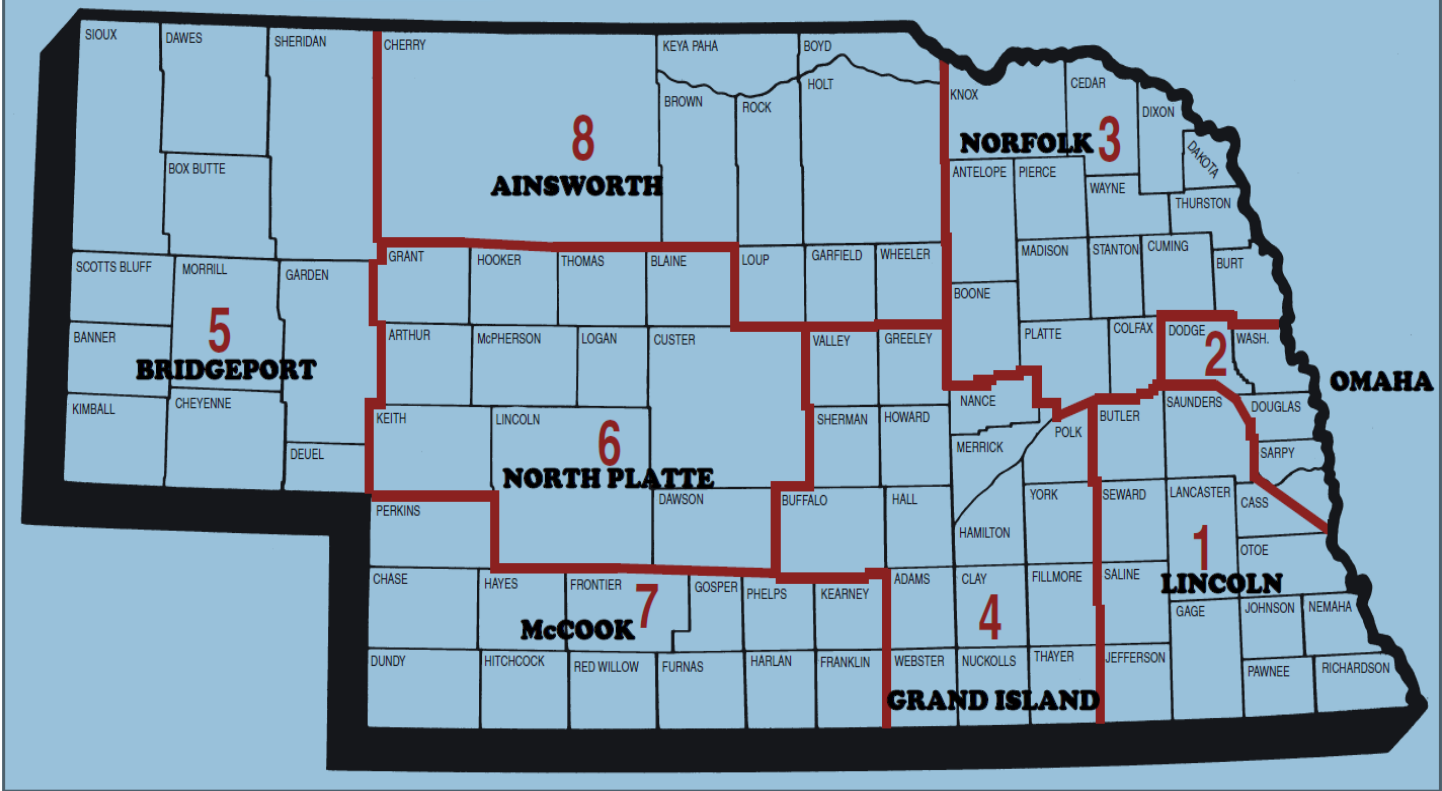 SIOUX
DAWES
SHERIDAN
CHERRY
KEYA PAHA
BOYD
HOLT
BROWN
ROCK
KNOX
CEDAR
DIXON
DAKOTA
8
AINSWORTH
NORFOLK
3
BOX BUTTE
ANTELOPE
PIERCE
WAYNE
THURSTON
SCOTTS BLUFF
MORRILL
GARDEN
GRANT
HOOKER
THOMAS
BLAINE
LOUP
GARFIELD
WHEELER
MADISON
STANTON
CUMING
BURT
BOONE
BANNER
5
BRIDGEPORT
ARTHUR
McPHERSON
LOGAN
CUSTER
VALLEY
GREELEY
PLATTE
COLFAX
DODGE
2
WASH.
OMAHA
KIMBALL
CHEYENNE
DEUEL
KEITH
LINCOLN
6
NORTH PLATTE
SHERMAN
HOWARD
NANCE
MERRICK
POLK
BUTLER
SAUNDERS
DOUGLAS
SARPY
PERKINS
DAWSON
BUFFALO
HALL
HAMILTON
YORK
SEWARD
LANCASTER
CASS
OTOE
1
LINCOLN
CHASE
HAYES
FRONTIER
7
McCOOK
GOSPER
PHELPS
KEARNEY
ADAMS
CLAY
4
FILLMORE
SALINE
GAGE
JOHNSON
NEMAHA
DUNDY
HITCHCOCK
RED WILLOW
FURNAS
HARLAN
FRANKLIN
WEBSTER
NUCKOLLS
THAYER
JEFFERSON
PAWNEE
RICHARDSON
GRAND ISLAND